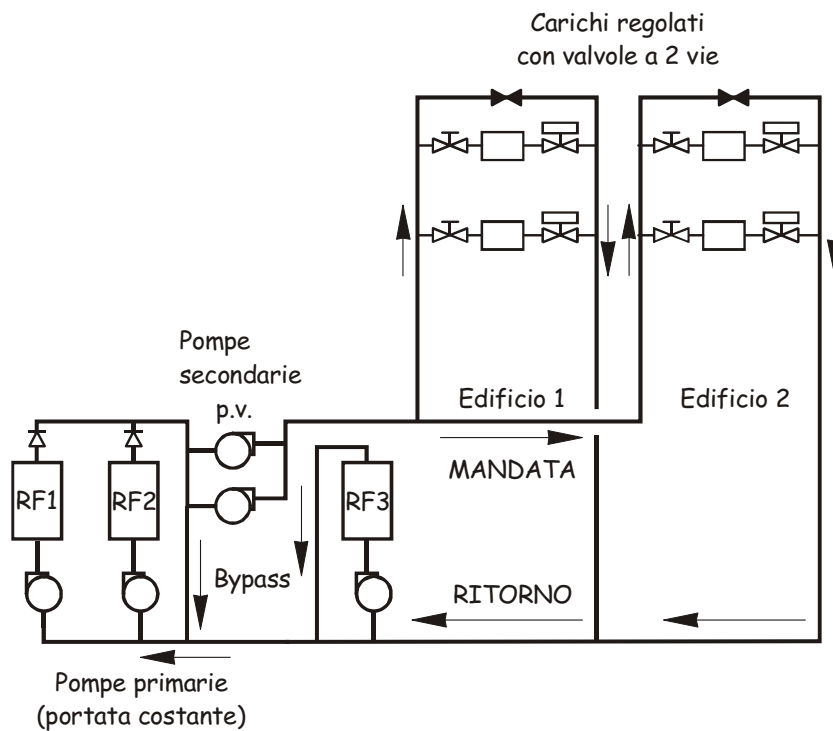 Carichi regolati
con valvole a 2 vie
Pompe
secondarie
p.v.
Edificio 1
Edificio 2
MANDATA
RF1
RF2
RF3
Bypass
RITORNO
Pompe primarie
(portata costante)